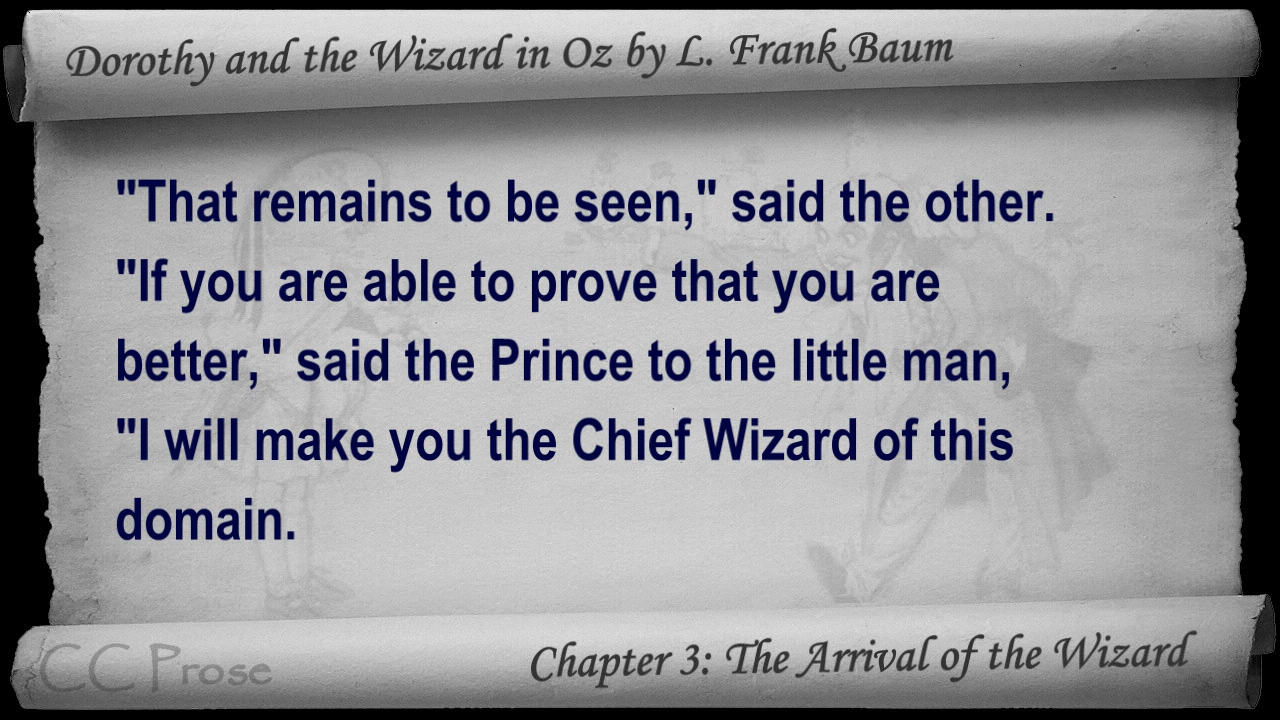 Dorothy and the Wizard in Oz by L. Frank Baum
"That remains to be seen," said the other.
"If you are able to prove that you are
better," said the Prince to the little man,
"I will make you the Chief Wizard of this
domain.
CC Prose
Chapter 3: The Arrival of the Wizard